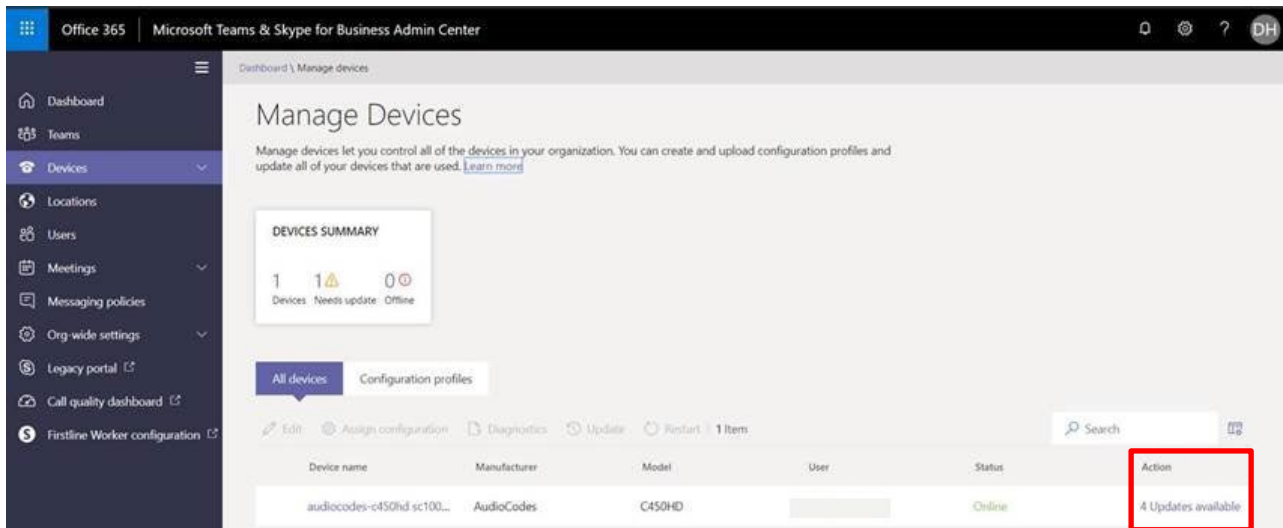 Office 365
Microsoft Teams & Skype for Business Admin Center
?
DH
Dashboard \ Manage devices
Dashboard
Teams
Devices
Locations
Users
Meetings
Messaging policies
Org-wide settings
Legacy portal
Call quality dashboard
Firstline Worker configuration
Manage Devices
Manage devices let you control all of the devices in your organization. You can create and upload configuration profiles and
update all of your devices that are used. Learn more
DEVICES SUMMARY
1 1 0
Devices Needs update Offline
All devices Configuration profiles
Edit Assign configuration Diagnostics Update Restart 1 Item Search
Device name Manufacturer Model User Status Action
audiocodes-c450hd sc100... AudioCodes C450HD Online 4 Updates available